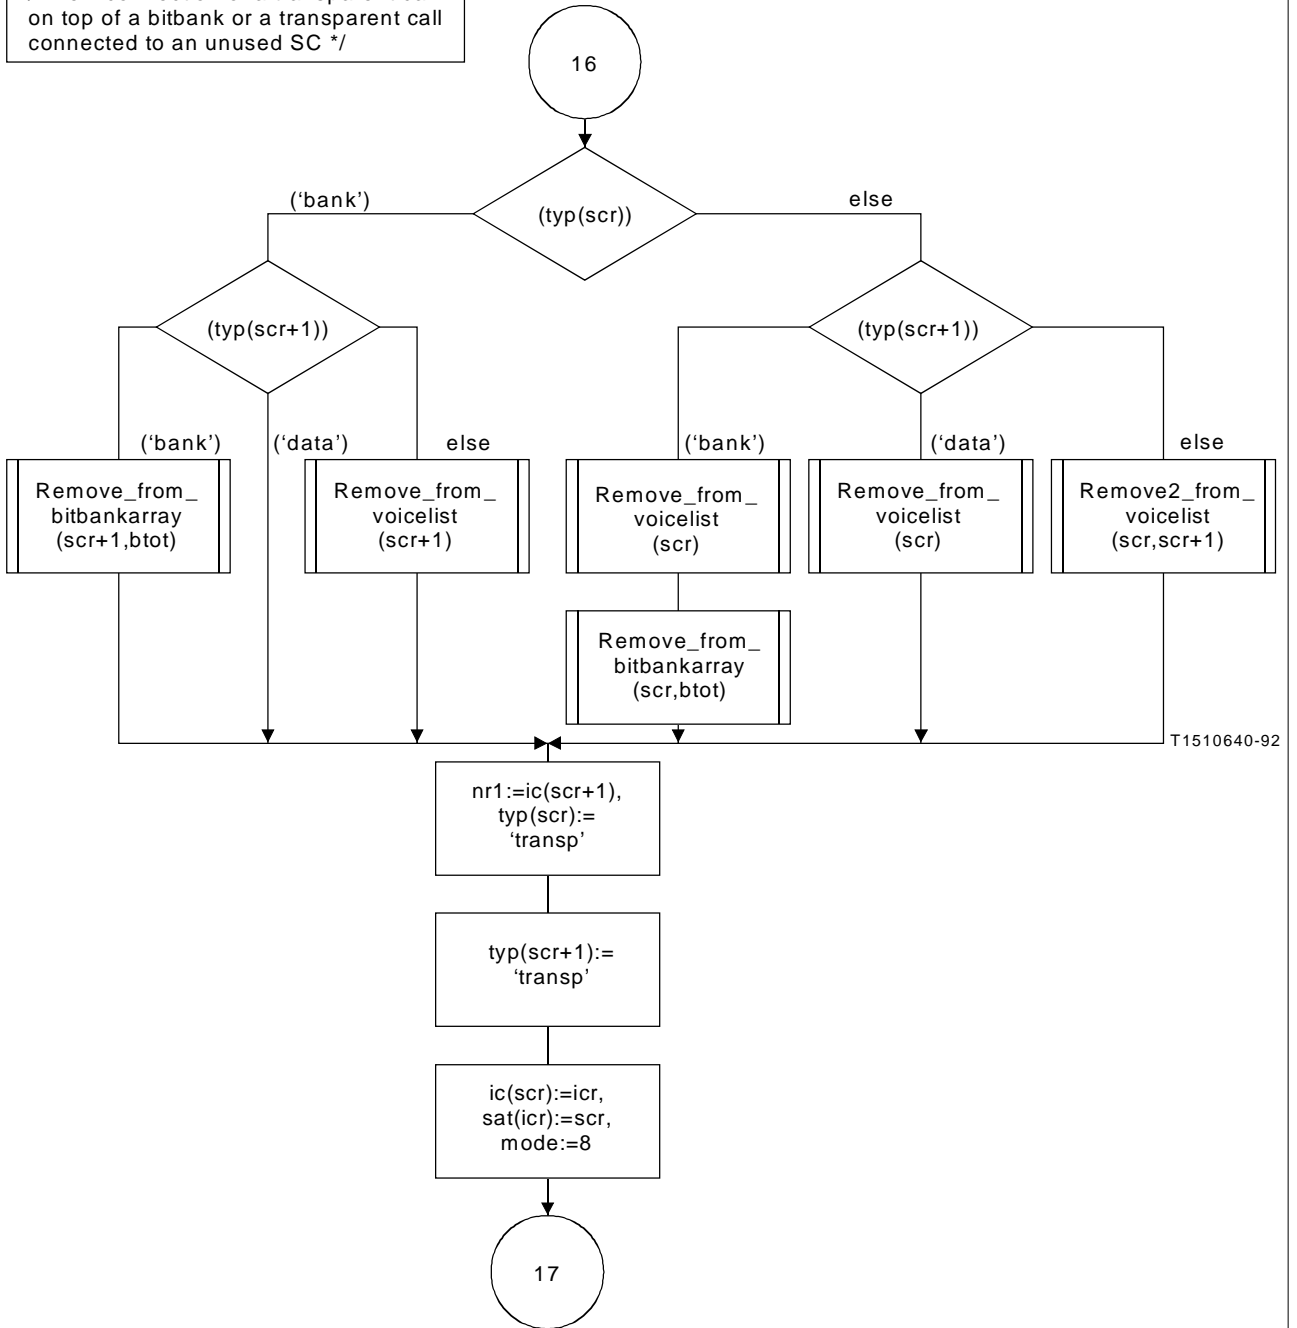 on top of a bitbank or a transparent call
connected to an unused SC */
16
(‘bank’)
(typ(scr))
else
(typ(scr+1))
(typ(scr+1))
(‘bank’)
(‘data’)
else
(‘bank’)
(‘data’)
else
Remove_from_
bitbankarray
(scr+1,btot)
Remove_from_
voicelist
(scr+1)
Remove_from_
voicelist
(scr)
Remove_from_
voicelist
(scr)
Remove2_from_
voicelist
(scr,scr+1)
Remove_from_
bitbankarray
(scr,btot)
T1510640-92
nr1:=ic(scr+1),
typ(scr):=
‘transp’
typ(scr+1):=
‘transp’
ic(scr):=icr,
sat(icr):=scr,
mode:=8
17